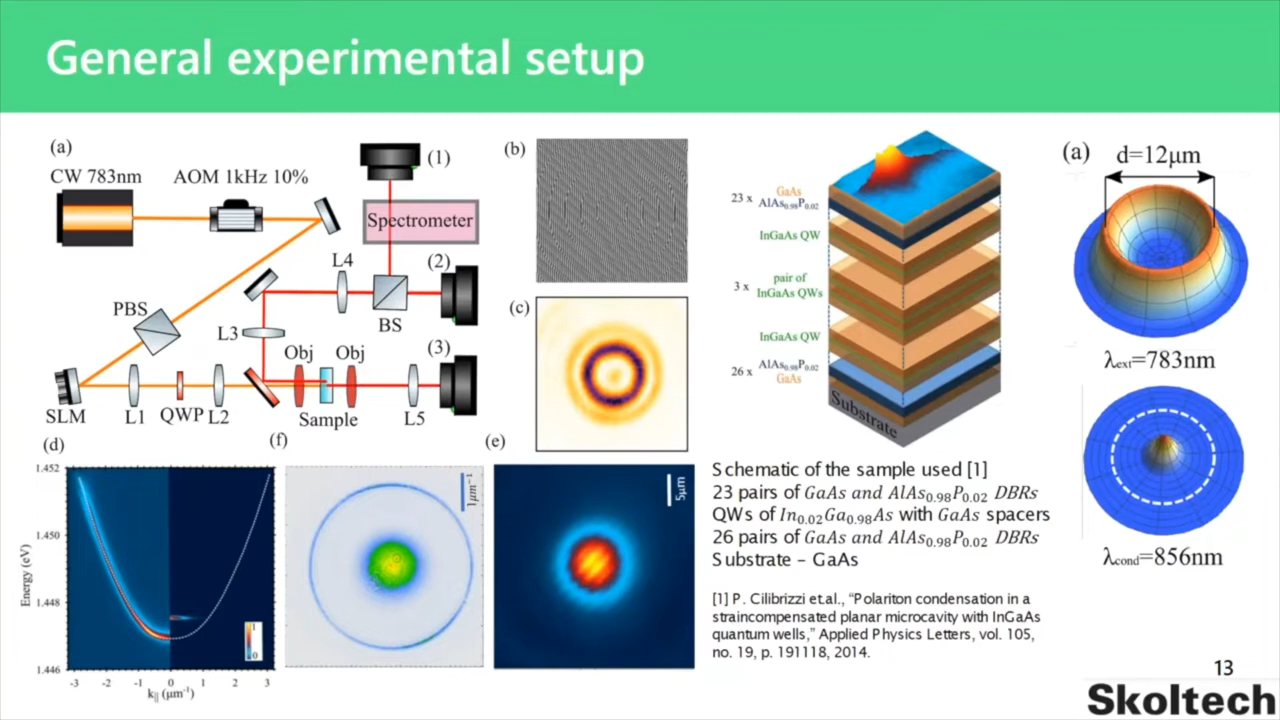 General experimental setup
(a)
CW 783nm
AOM 1kHz 10%
(1)
Spectrometer
(2)
L4
BS
PBS
L3
(3)
Obj
Obj
SLM
L1
QWP
L2
Sample
L5
(b)
(c)
(d)
1.452
1.450
1.448
1.446
Energy (eV)
-3 -2 -1 0 1 2 3
k|| (μm⁻¹)
1
0
(f)
1μm⁻¹
(e)
5μm
23 x
GaAs
AlAs₀.₉₈P₀.₀₂
InGaAs QW
3 x
pair of
InGaAs QWs
InGaAs QW
26 x
AlAs₀.₉₈P₀.₀₂
GaAs
Substrate
Schematic of the sample used [1]
23 pairs of GaAs and AlAs₀.₉₈P₀.₀₂ DBRs
QWs of In₀.₀₂Ga₀.₉₈As with GaAs spacers
26 pairs of GaAs and AlAs₀.₉₈P₀.₀₂ DBRs
Substrate – GaAs
[1] P. Cilibrizzi et.al., “Polariton condensation in a
straincompensated planar microcavity with InGaAs
quantum wells,” Applied Physics Letters, vol. 105,
no. 19, p. 191118, 2014.
(a)
d=12μm
λext=783nm
λcond=856nm
13
Skoltech